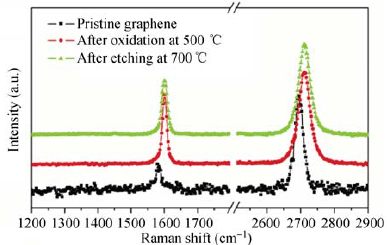 Pristine graphene
After oxidation at 500 ℃
After etching at 700 ℃
Intensity (a.u.)
1200 1300 1400 1500 1600 1700 2600 2700 2800 2900
Raman shift (cm⁻¹)